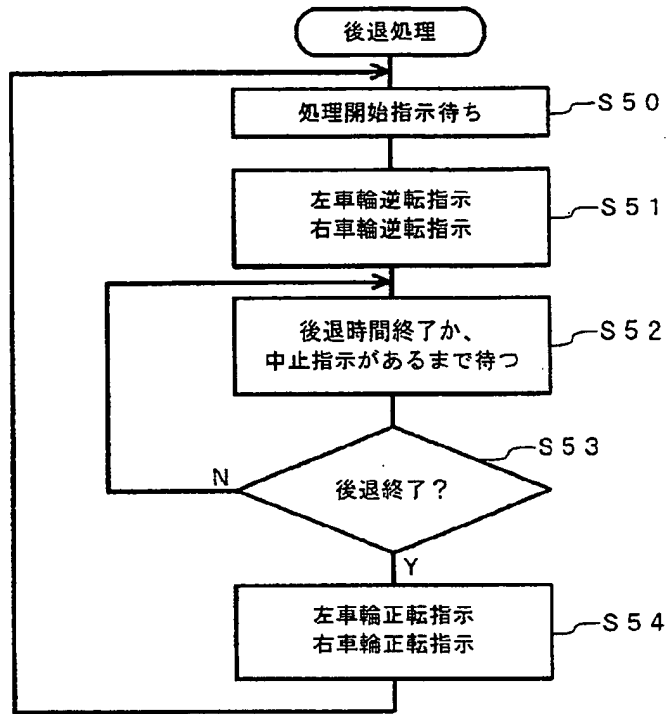 後退処理
処理開始指示待ち
S50
左車輪逆転指示
右車輪逆転指示
S51
後退時間終了か、
中止指示があるまで待つ
S52
S53
後退終了？
N
Y
左車輪正転指示
右車輪正転指示
S54